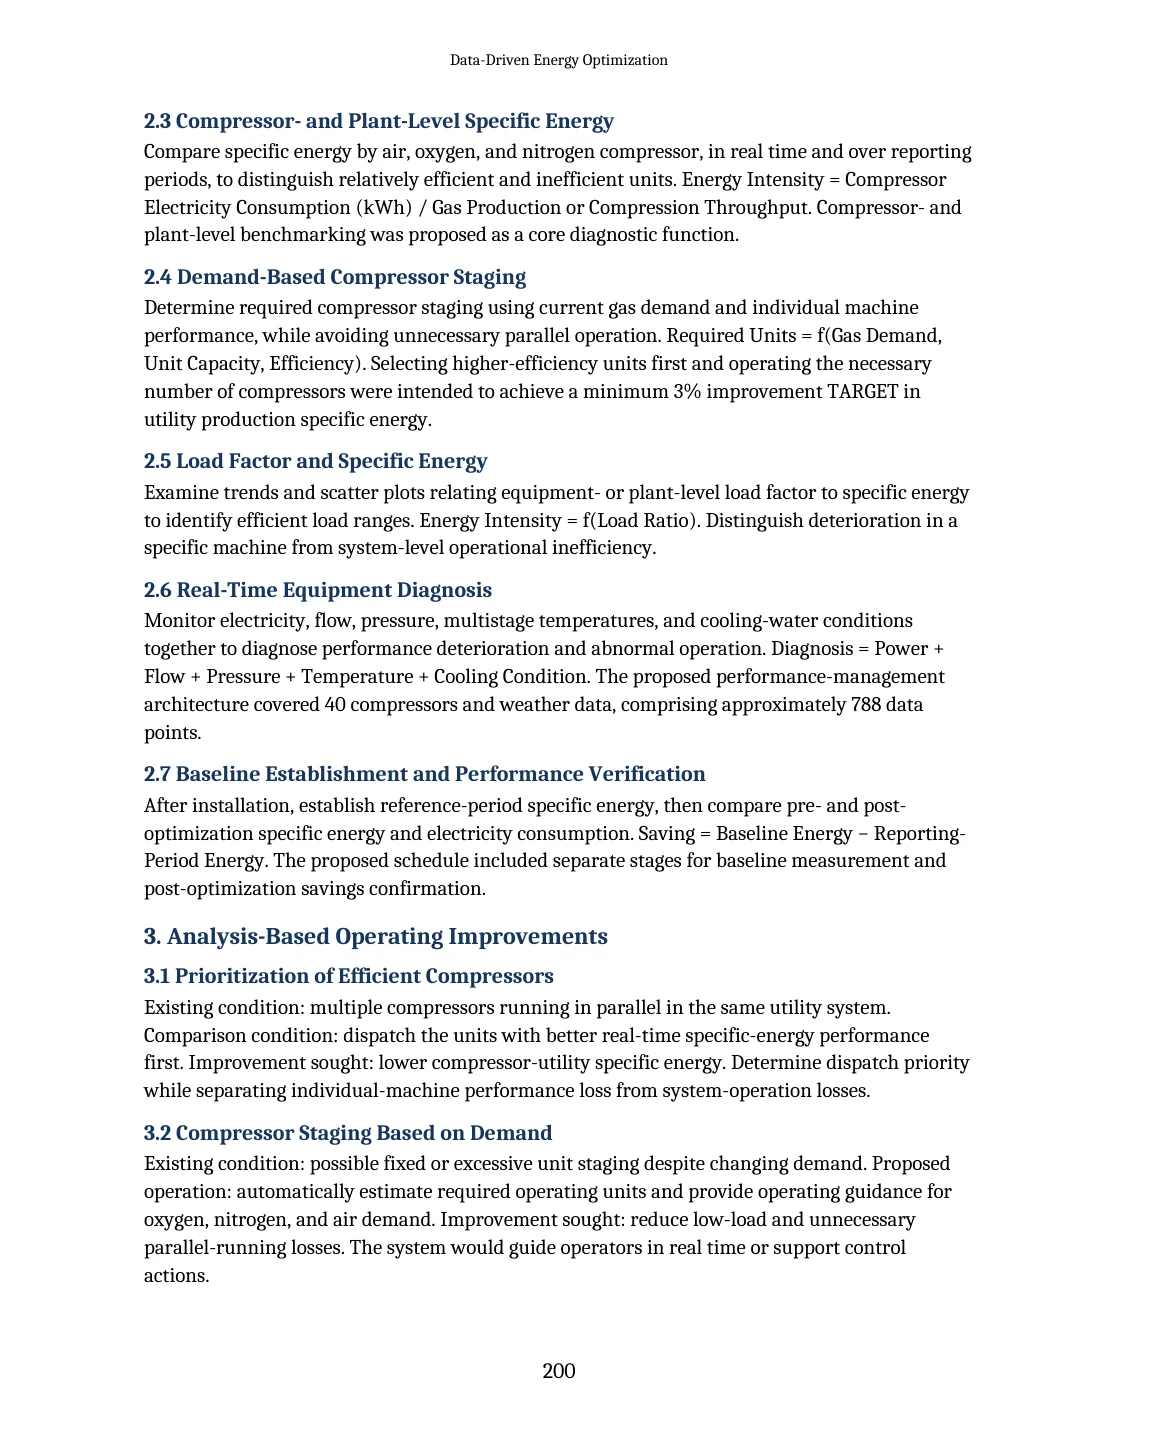 Data-Driven Energy Optimization
2.3 Compressor- and Plant-Level Specific Energy
Compare specific energy by air, oxygen, and nitrogen compressor, in real time and over reporting
periods, to distinguish relatively efficient and inefficient units. Energy Intensity = Compressor
Electricity Consumption (kWh) / Gas Production or Compression Throughput. Compressor- and
plant-level benchmarking was proposed as a core diagnostic function.
2.4 Demand-Based Compressor Staging
Determine required compressor staging using current gas demand and individual machine
performance, while avoiding unnecessary parallel operation. Required Units = f(Gas Demand,
Unit Capacity, Efficiency). Selecting higher-efficiency units first and operating the necessary
number of compressors were intended to achieve a minimum 3% improvement TARGET in
utility production specific energy.
2.5 Load Factor and Specific Energy
Examine trends and scatter plots relating equipment- or plant-level load factor to specific energy
to identify efficient load ranges. Energy Intensity = f(Load Ratio). Distinguish deterioration in a
specific machine from system-level operational inefficiency.
2.6 Real-Time Equipment Diagnosis
Monitor electricity, flow, pressure, multistage temperatures, and cooling-water conditions
together to diagnose performance deterioration and abnormal operation. Diagnosis = Power +
Flow + Pressure + Temperature + Cooling Condition. The proposed performance-management
architecture covered 40 compressors and weather data, comprising approximately 788 data
points.
2.7 Baseline Establishment and Performance Verification
After installation, establish reference-period specific energy, then compare pre- and post-
optimization specific energy and electricity consumption. Saving = Baseline Energy − Reporting-
Period Energy. The proposed schedule included separate stages for baseline measurement and
post-optimization savings confirmation.
3. Analysis-Based Operating Improvements
3.1 Prioritization of Efficient Compressors
Existing condition: multiple compressors running in parallel in the same utility system.
Comparison condition: dispatch the units with better real-time specific-energy performance
first. Improvement sought: lower compressor-utility specific energy. Determine dispatch priority
while separating individual-machine performance loss from system-operation losses.
3.2 Compressor Staging Based on Demand
Existing condition: possible fixed or excessive unit staging despite changing demand. Proposed
operation: automatically estimate required operating units and provide operating guidance for
oxygen, nitrogen, and air demand. Improvement sought: reduce low-load and unnecessary
parallel-running losses. The system would guide operators in real time or support control
actions.
200